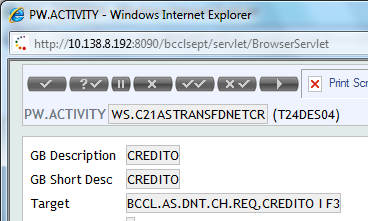 PW.ACTIVITY - Windows Internet Explorer
http://10.138.8.192:8090/bcclsept/servlet/BrowserServlet
Print Scr
PW.ACTIVITY WS.C21ASTRANSFDNETCR (T24DES04)
GB Description CREDITO
GB Short Desc CREDITO
Target BCCL.AS.DNT.CH.REQ,CREDITO I F3